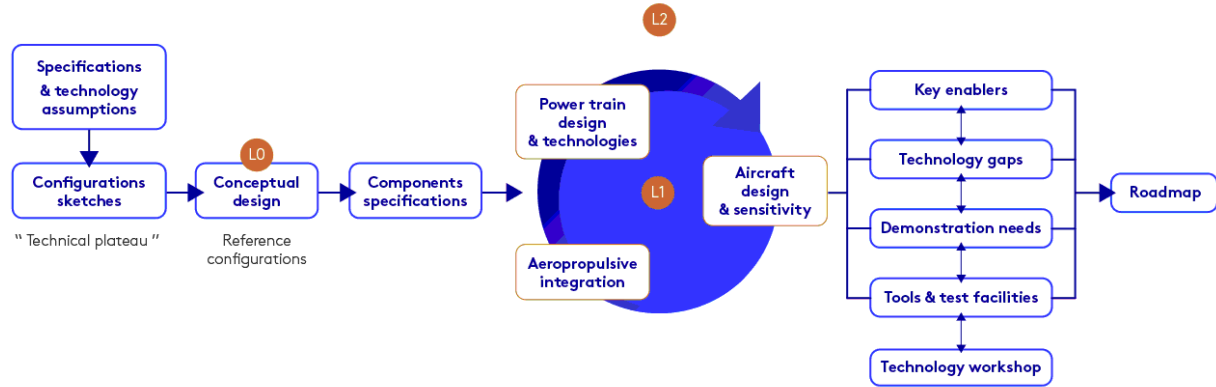 Specifications
& technology
assumptions
Configurations
sketches
“ Technical plateau ”
L0
Conceptual
design
Reference
configurations
Components
specifications
L2
Power train
design
& technologies
L1
Aeropropulsive
integration
Aircraft
design
& sensitivity
Key enablers
Technology gaps
Demonstration needs
Tools & test facilities
Technology workshop
Roadmap